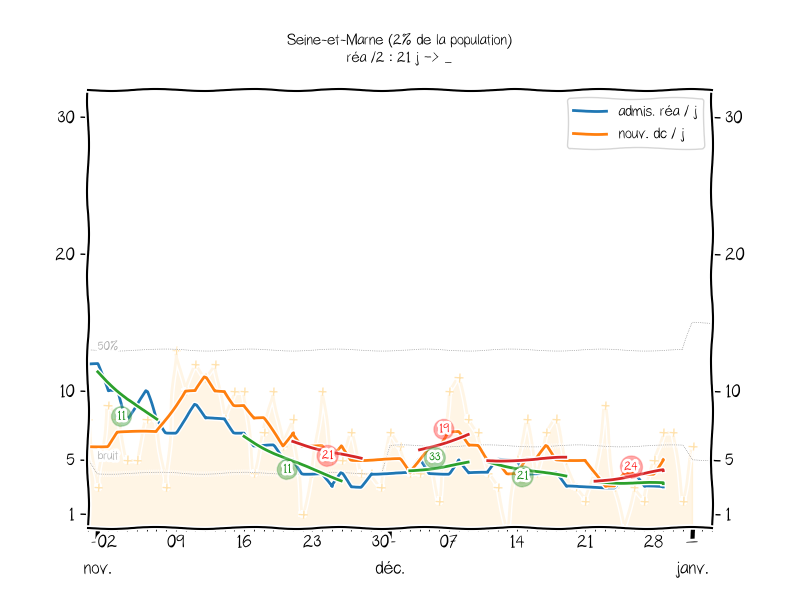 Seine-et-Marne (2% de la population)
réa /2 : 21 j -> _
30 30
admis. réa / j
nouv. dc / j
20 20
50%
10 10
11
19
21
33
24
11
21
bruit
5 5
1 1
02 09 16 23 30 07 14 21 28
nov. déc. janv.